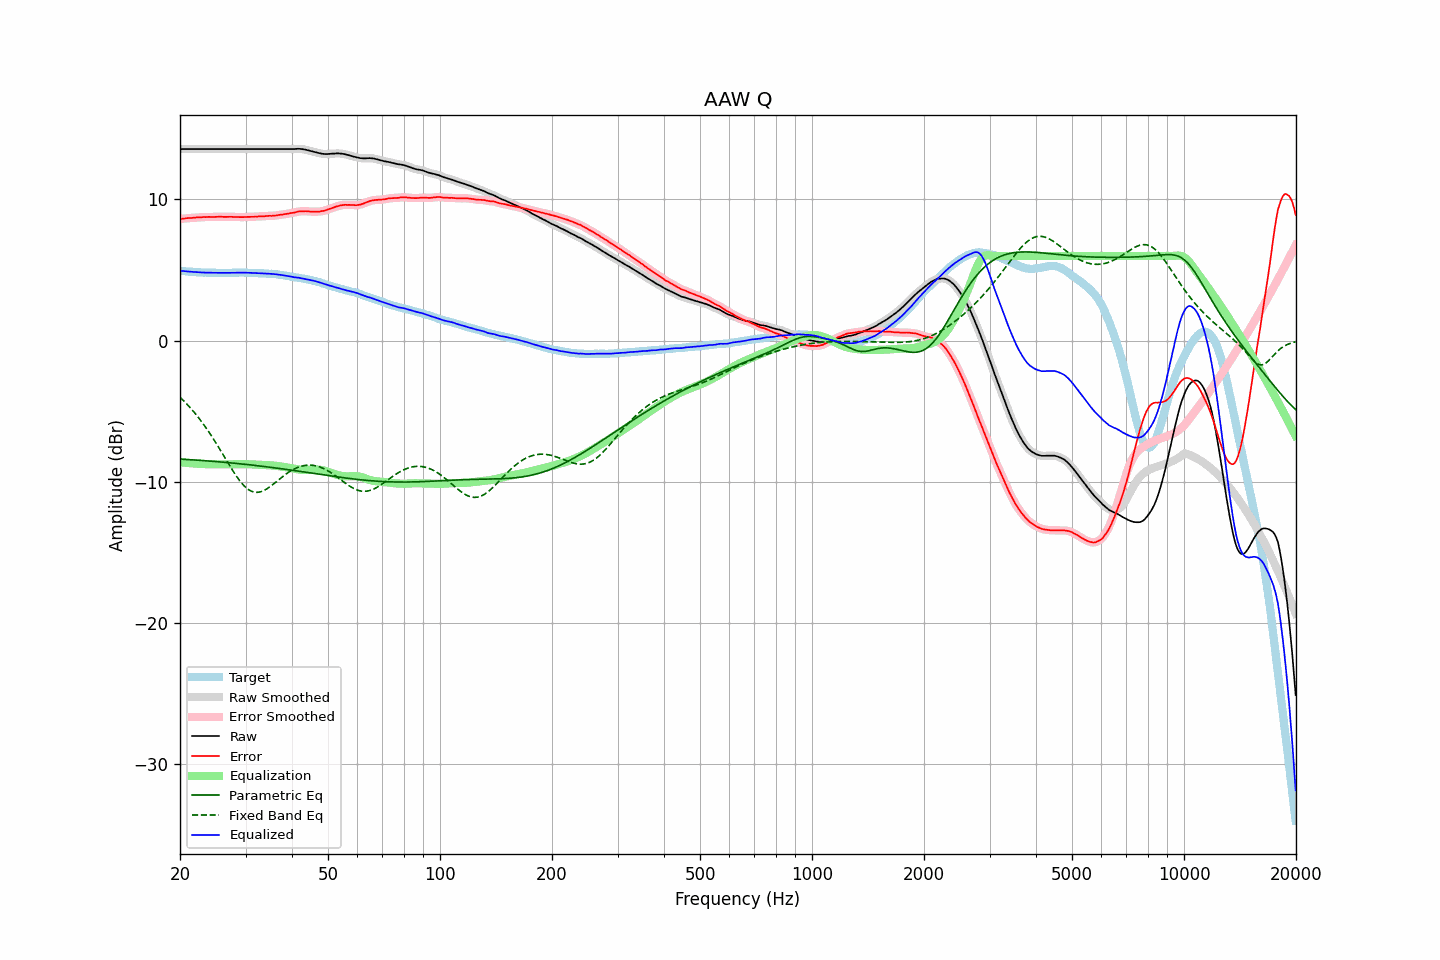 AAW Q
Amplitude (dBr)
10
0
−10
−20
−30
Target
Raw Smoothed
Error Smoothed
Raw
Error
Equalization
Parametric Eq
Fixed Band Eq
Equalized
20 50 100 200 500 1000 2000 5000 10000 20000
Frequency (Hz)